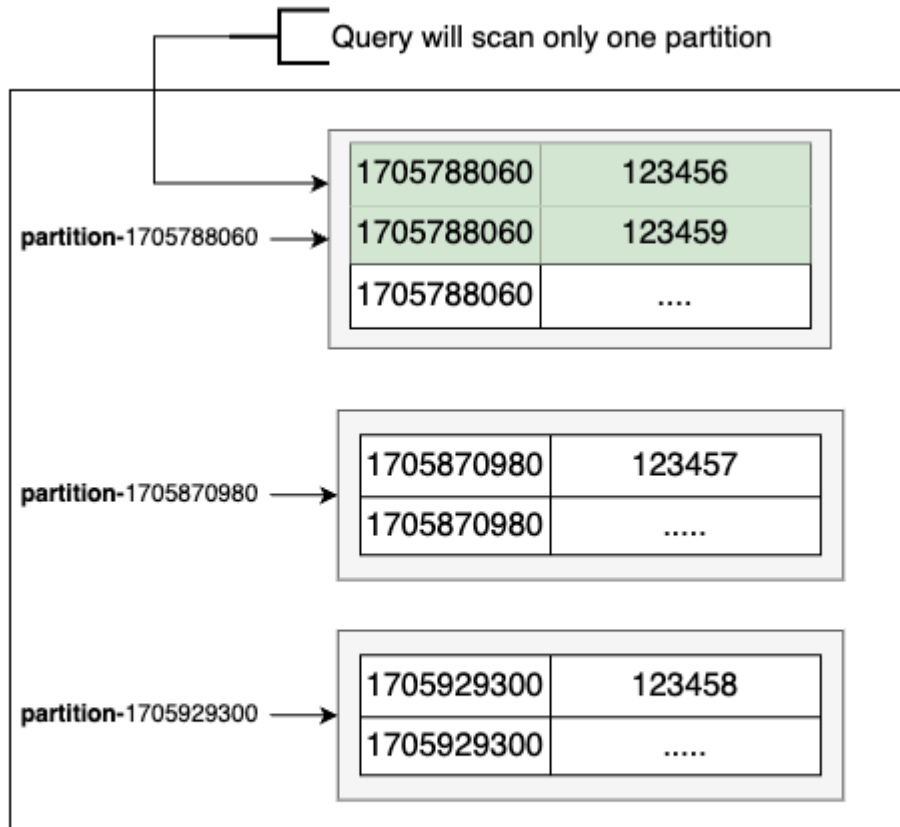 Query will scan only one partition
1705788060 123456
partition-1705788060 1705788060 123459
1705788060 ....
1705870980 123457
partition-1705870980 1705870980 .....
1705929300 123458
partition-1705929300 1705929300 .....